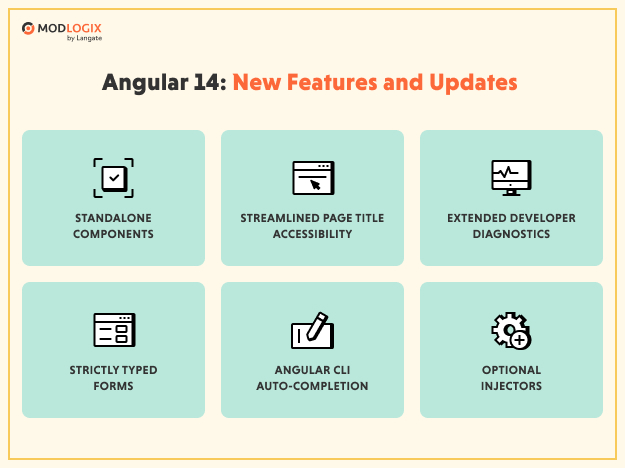 MODLOGIX
by Langate
Angular 14: New Features and Updates
STANDALONE
COMPONENTS
STREAMLINED PAGE TITLE
ACCESSIBILITY
EXTENDED DEVELOPER
DIAGNOSTICS
STRICTLY TYPED
FORMS
ANGULAR CLI
AUTO-COMPLETION
OPTIONAL
INJECTORS